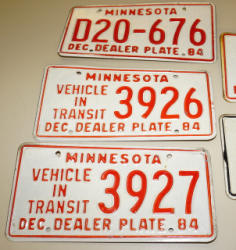 MINNESOTA
D20-676
DEC. DEALER PLATE 84
MINNESOTA
VEHICLE
IN 3926
TRANSIT
DEC. DEALER PLATE 84
MINNESOTA
VEHICLE
IN 3927
TRANSIT
DEC. DEALER PLATE 84